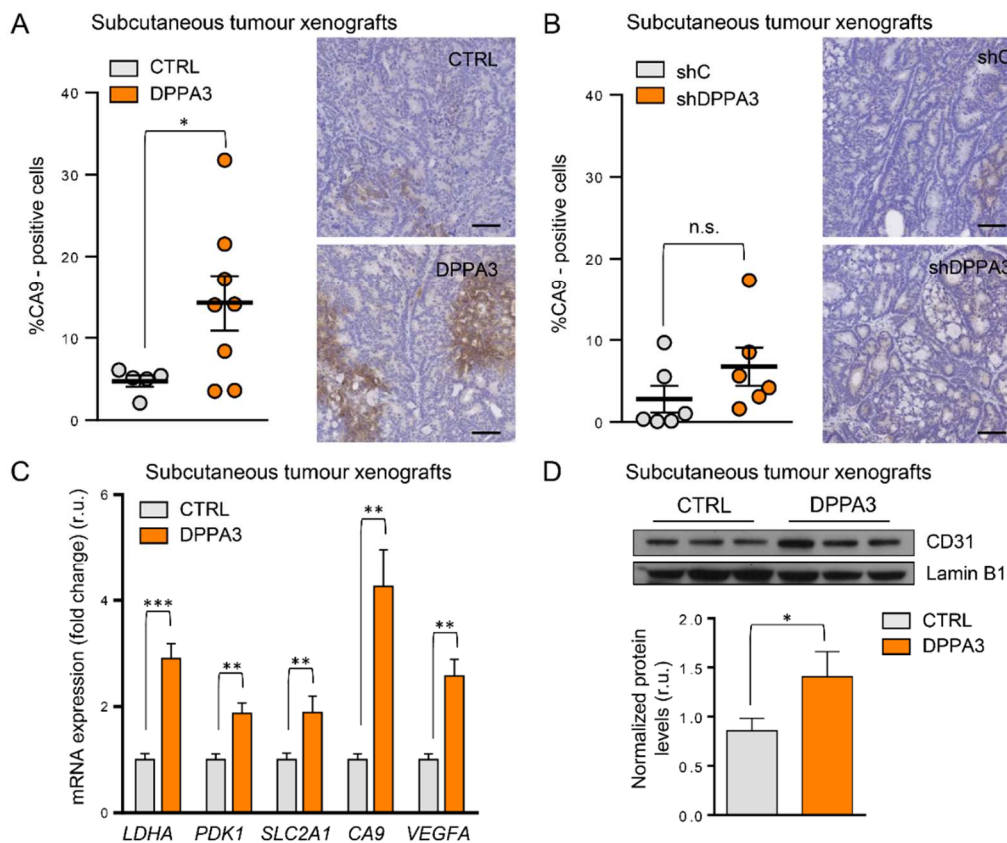 A
Subcutaneous tumour xenografts
CTRL
DPPA3
%CA9 - positive cells
40
30
20
10
0
*
CTRL
DPPA3
B
Subcutaneous tumour xenografts
shC
shDPPA3
%CA9 - positive cells
40
30
20
10
0
n.s.
shC
shDPPA3
C
Subcutaneous tumour xenografts
mRNA expression (fold change) (r.u.)
6
4
2
0
CTRL
DPPA3
***
**
**
**
**
LDHA PDK1 SLC2A1 CA9 VEGFA
D
Subcutaneous tumour xenografts
CTRL DPPA3
CD31
Lamin B1
Normalized protein
levels (r.u.)
2.0
1.5
1.0
0.5
0.0
*
CTRL
DPPA3